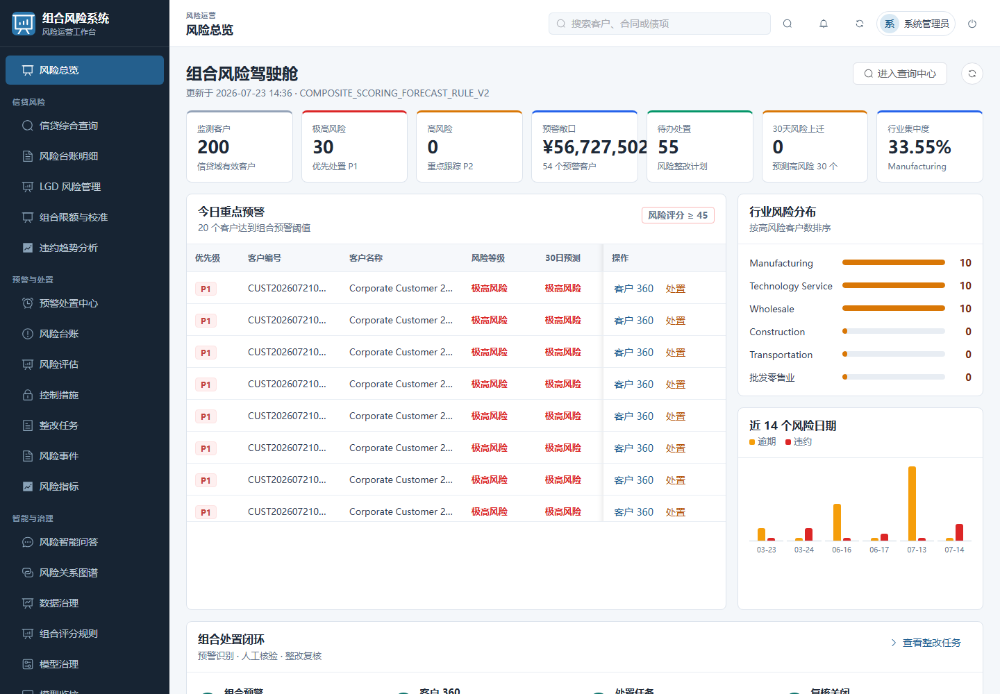 组合风险系统
风险运营工作台
风险总览
信贷风险
信贷综合查询
风险台账明细
LGD 风险管理
组合限额与校准
违约趋势分析
预警与处置
预警处置中心
风险台账
风险评估
控制措施
整改任务
风险事件
风险指标
智能与治理
风险智能问答
风险关系图谱
数据治理
组合评分规则
模型治理
模型监控
风险运营
风险总览
搜索客户、合同或债项
系 系统管理员
组合风险驾驶舱
更新于 2026-07-23 14:36 · COMPOSITE_SCORING_FORECAST_RULE_V2
进入查询中心
监测客户
200
信贷域有效客户
极高风险
30
优先处置 P1
高风险
0
重点跟踪 P2
预警敞口
¥56,727,502
54 个预警客户
待办处置
55
风险整改计划
30天风险上迁
0
预测高风险 30 个
行业集中度
33.55%
Manufacturing
今日重点预警
20 个客户达到组合预警阈值
风险评分 ≥ 45
优先级 客户编号 客户名称 风险等级 30日预测 操作
P1 CUST202607210... Corporate Customer 2... 极高风险 极高风险 客户 360 处置
P1 CUST202607210... Corporate Customer 2... 极高风险 极高风险 客户 360 处置
P1 CUST202607210... Corporate Customer 2... 极高风险 极高风险 客户 360 处置
P1 CUST202607210... Corporate Customer 2... 极高风险 极高风险 客户 360 处置
P1 CUST202607210... Corporate Customer 2... 极高风险 极高风险 客户 360 处置
P1 CUST202607210... Corporate Customer 2... 极高风险 极高风险 客户 360 处置
P1 CUST202607210... Corporate Customer 2... 极高风险 极高风险 客户 360 处置
P1 CUST202607210... Corporate Customer 2... 极高风险 极高风险 客户 360 处置
行业风险分布
按高风险客户数排序
Manufacturing 10
Technology Service 10
Wholesale 10
Construction 0
Transportation 0
批发零售业 0
近 14 个风险日期
逾期 违约
03-23 03-24 06-16 06-17 07-13 07-14
组合处置闭环
预警识别 · 人工核验 · 整改复核
查看整改任务
组合预警 客户 360 处置任务 复核关闭